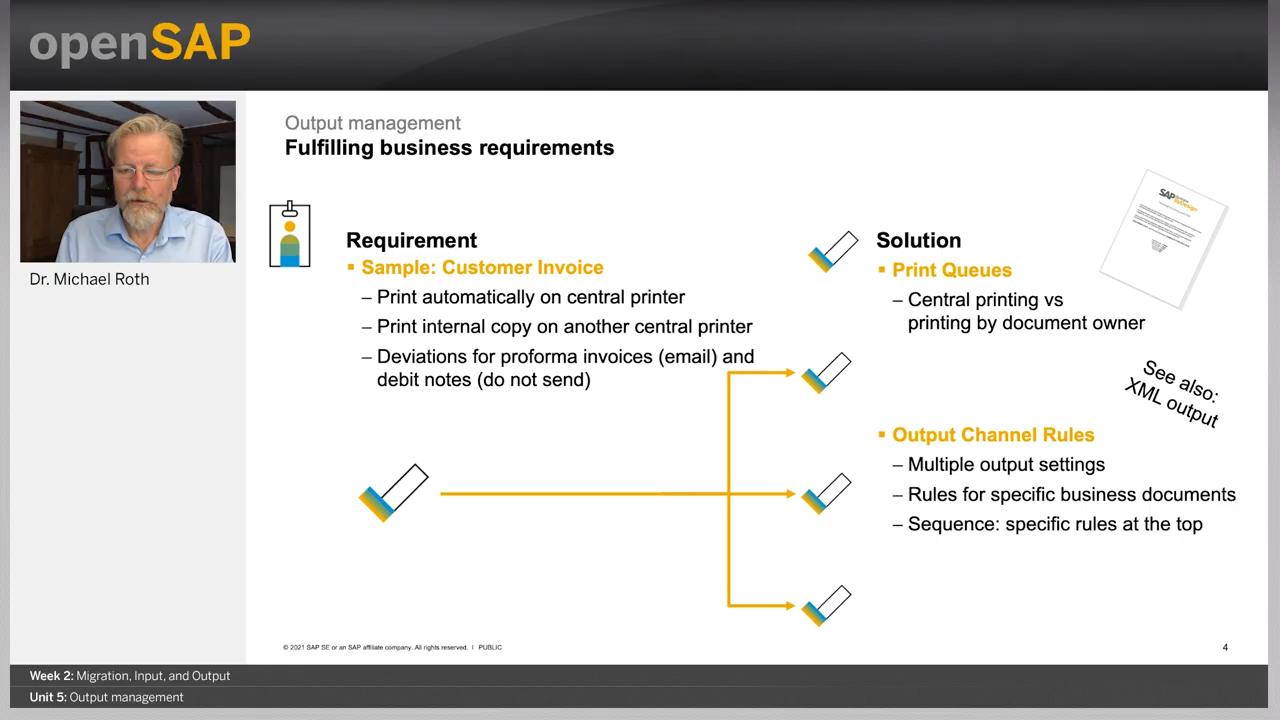 openSAP
Dr. Michael Roth
Output management
Fulfilling business requirements
Requirement
▪ Sample: Customer Invoice
– Print automatically on central printer
– Print internal copy on another central printer
– Deviations for proforma invoices (email) and
debit notes (do not send)
Solution
▪ Print Queues
– Central printing vs
printing by document owner
SAP Business
ByDesign
See also:
XML output
▪ Output Channel Rules
– Multiple output settings
– Rules for specific business documents
– Sequence: specific rules at the top
© 2021 SAP SE or an SAP affiliate company. All rights reserved. ǀ PUBLIC
4
Week 2: Migration, Input, and Output
Unit 5: Output management